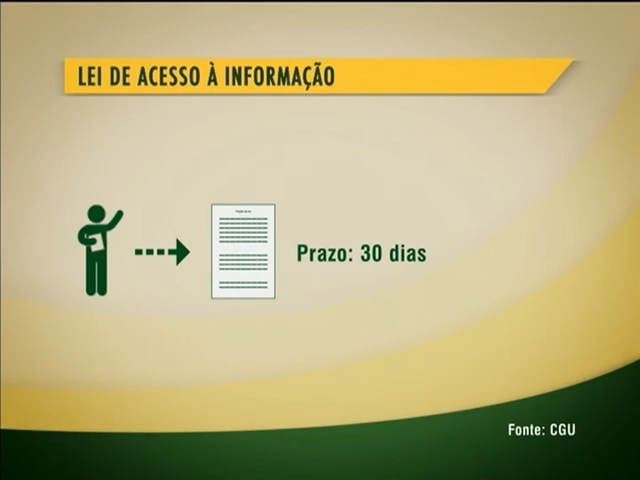 LEI DE ACESSO À INFORMAÇÃO
Prazo: 30 dias
Fonte: CGU